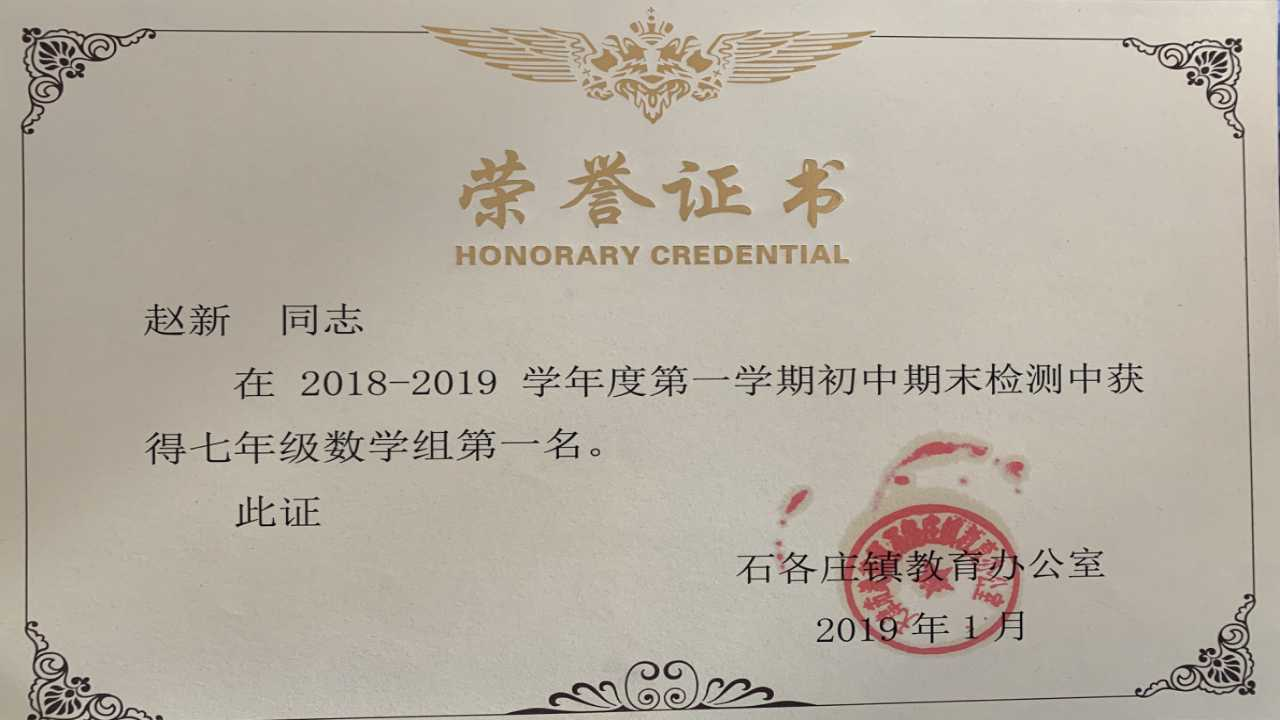 荣誉证书
HONORARY CREDENTIAL
赵新 同志
在 2018-2019 学年度第一学期初中期末检测中获
得七年级数学组第一名。
此证
石各庄镇教育办公室
2019 年 1 月